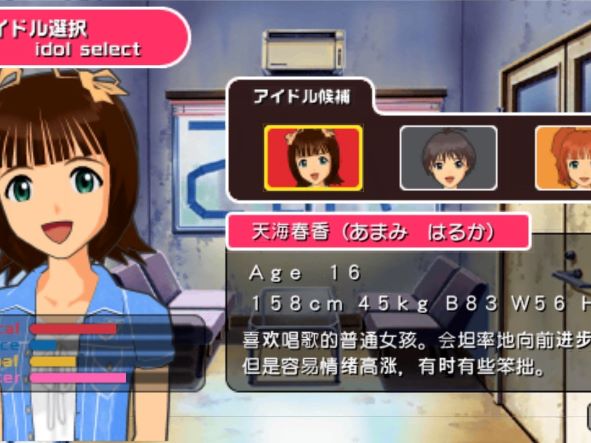 イドル選択
idol select
アイドル候補
天海春香（あまみ　はるか）
Age 16
158cm 45kg B83 W56 H
喜欢唱歌的普通女孩。会坦率地向前进步
但是容易情绪高涨，有时有些笨拙。